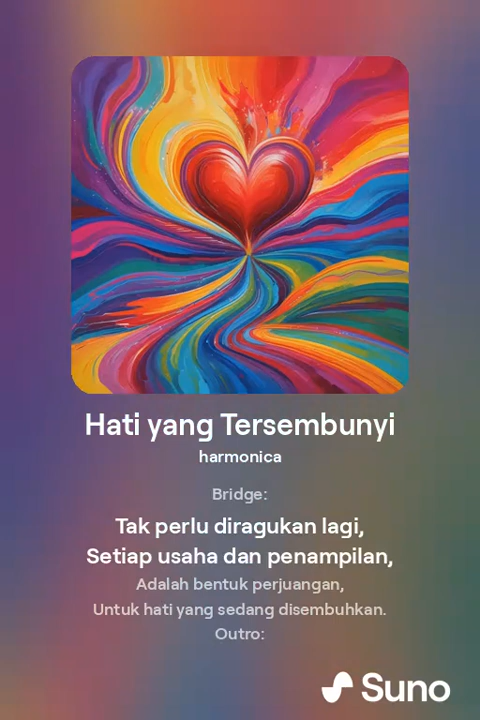 Hati yang Tersembunyi
harmonica
Bridge:
Tak perlu diragukan lagi,
Setiap usaha dan penampilan,
Adalah bentuk perjuangan,
Untuk hati yang sedang disembuhkan.
Outro:
Suno